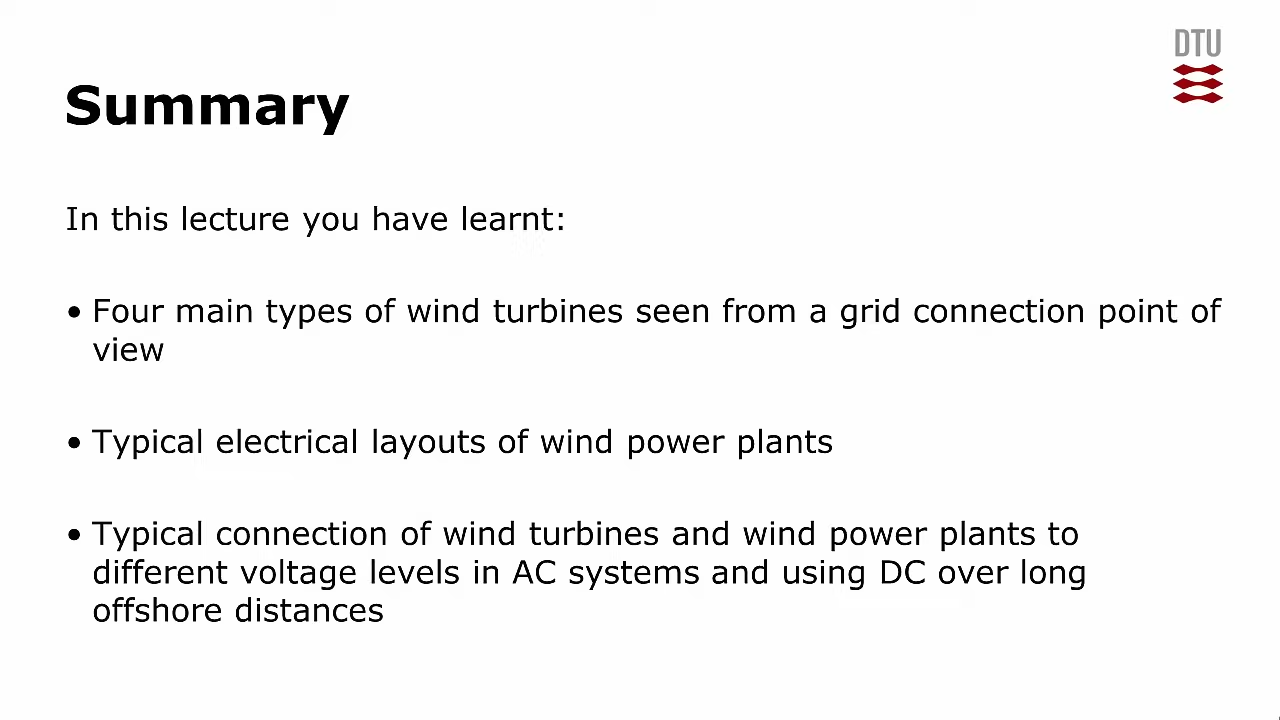 DTU
Summary
In this lecture you have learnt:
• Four main types of wind turbines seen from a grid connection point of
view
• Typical electrical layouts of wind power plants
• Typical connection of wind turbines and wind power plants to
different voltage levels in AC systems and using DC over long
offshore distances